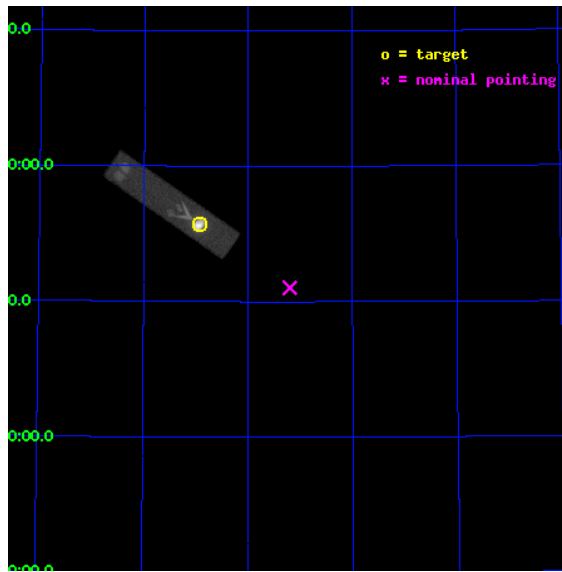 0.0
o = target
x = nominal pointing
0:00.0
0.0
0:00.0
0:00.0